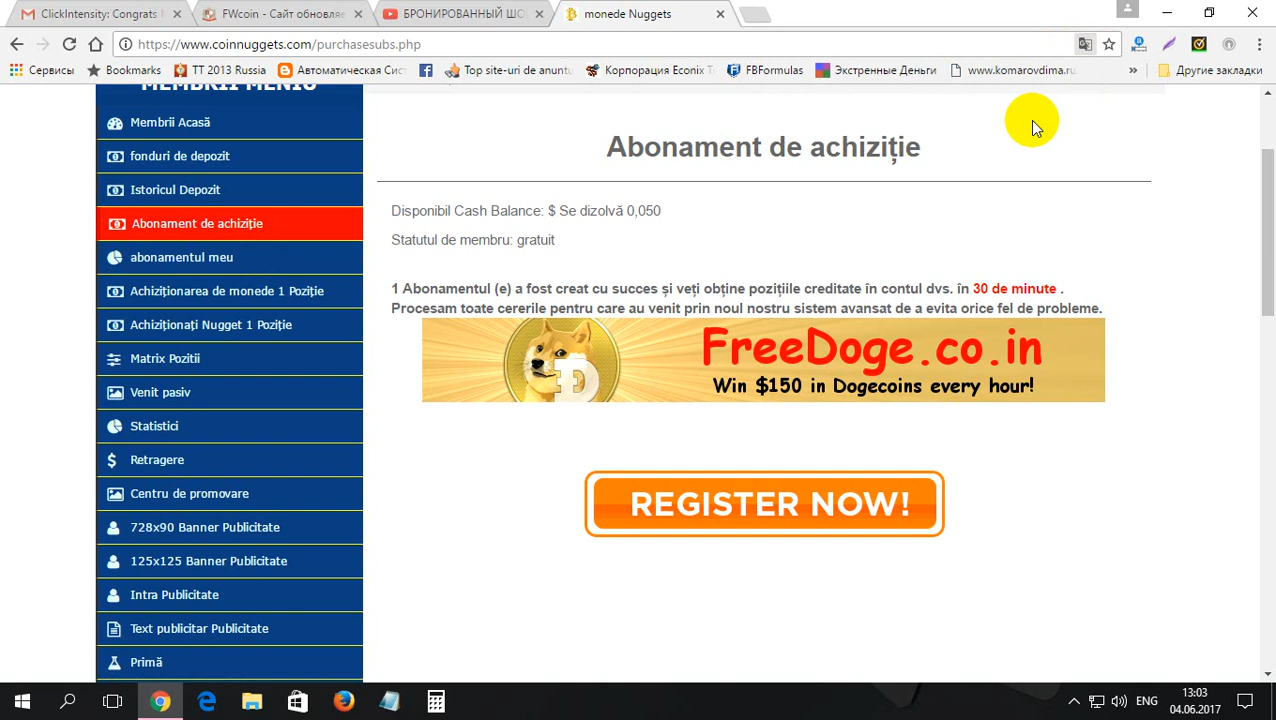 ClickIntensity: Congrats
FWcoin - Сайт обновляе
БРОНИРОВАННЫЙ ШО
monede Nuggets
https://www.coinnuggets.com/purchasesubs.php
Сервисы
Bookmarks
TT 2013 Russia
Автоматическая Сис
Top site-uri de anuntu
Корпорация Econix T
FBFormulas
Экстренные Деньги
www.komarovdima.ru
Другие закладки
MEMBRII MENIU
Membrii Acasă
fonduri de depozit
Istoricul Depozit
Abonament de achiziție
abonamentul meu
Achiziționarea de monede 1 Poziție
Achiziționați Nugget 1 Poziție
Matrix Pozitii
Venit pasiv
Statistici
Retragere
Centru de promovare
728x90 Banner Publicitate
125x125 Banner Publicitate
Intra Publicitate
Text publicitar Publicitate
Primă
Abonament de achiziție
Disponibil Cash Balance: $ Se dizolvă 0,050
Statutul de membru: gratuit
1 Abonamentul (e) a fost creat cu succes și veți obține pozițiile creditate în contul dvs. în 30 de minute .
Procesam toate cererile pentru care au venit prin noul nostru sistem avansat de a evita orice fel de probleme.
FreeDoge.co.in
Win $150 in Dogecoins every hour!
REGISTER NOW!
ENG
13:03
04.06.2017